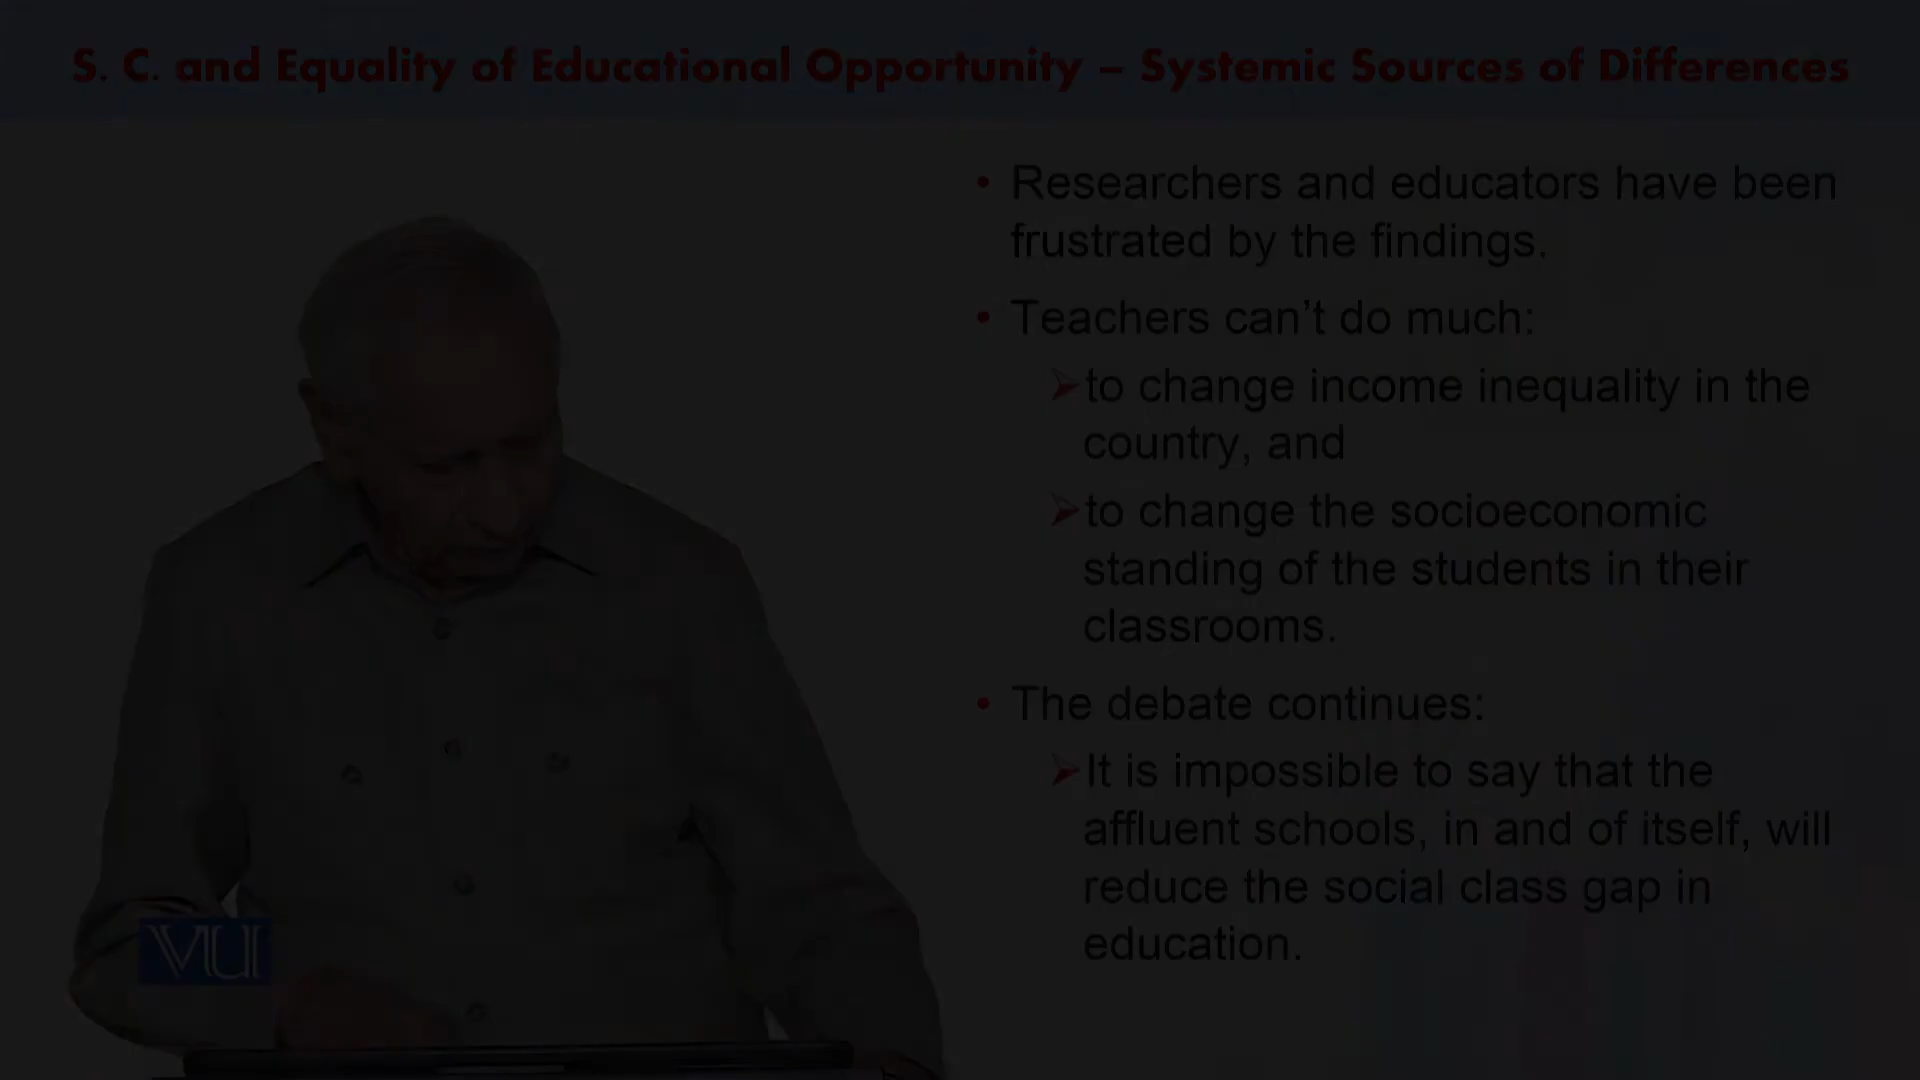 S. C. and Equality of Educational Opportunity – Systemic Sources of Differences
• Researchers and educators have been
frustrated by the findings.
• Teachers can’t do much:
➢to change income inequality in the
country, and
➢to change the socioeconomic
standing of the students in their
classrooms.
• The debate continues:
➢It is impossible to say that the
affluent schools, in and of itself, will
reduce the social class gap in
education.
VU